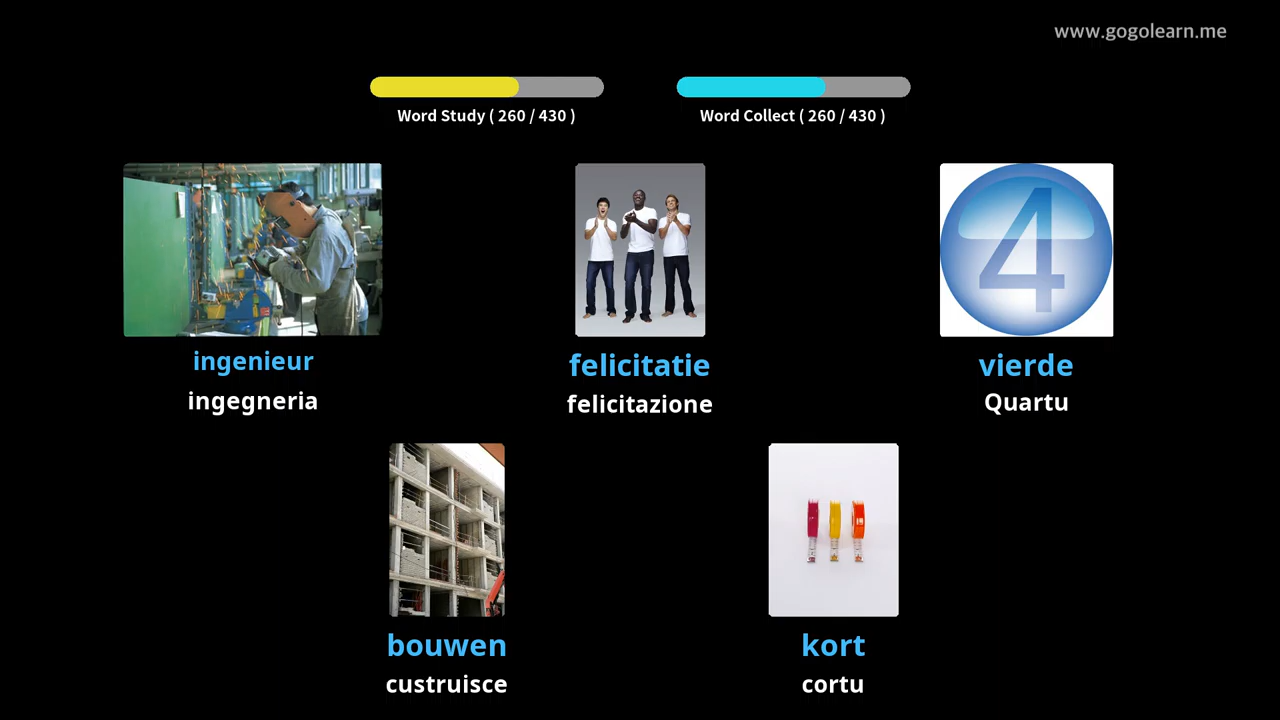 www.gogolearn.me
Word Study ( 260 / 430 )
Word Collect ( 260 / 430 )
ingenieur
ingegneria
felicitatie
felicitazione
vierde
Quartu
4
bouwen
custruisce
kort
cortu